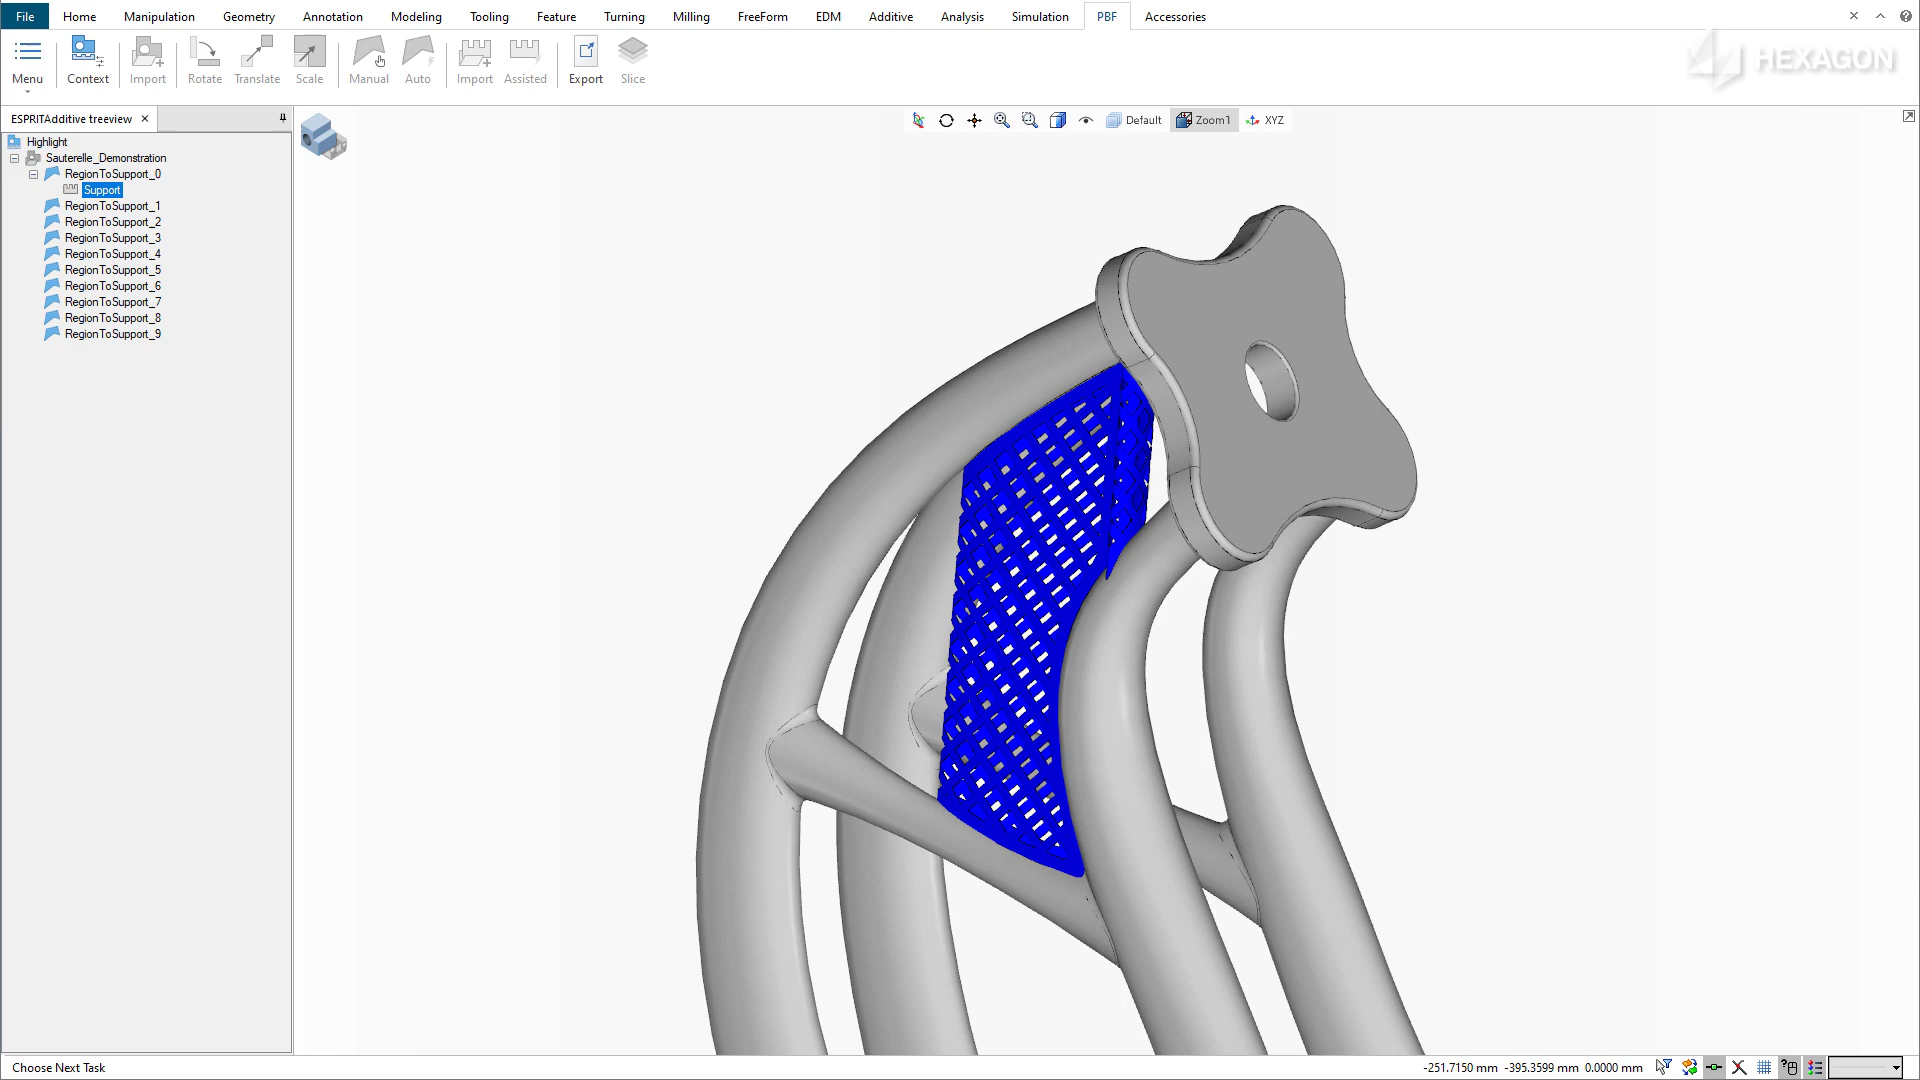 File Home Manipulation Geometry Annotation Modeling Tooling Feature Turning Milling FreeForm EDM Additive Analysis Simulation PBF Accessories
Menu Context Import Rotate Translate Scale Manual Auto Import Assisted Export Slice
HEXAGON
ESPRITAdditive treeview
Default Zoom1 XYZ
Highlight
Sauterelle_Demonstration
RegionToSupport_0
Support
RegionToSupport_1
RegionToSupport_2
RegionToSupport_3
RegionToSupport_4
RegionToSupport_5
RegionToSupport_6
RegionToSupport_7
RegionToSupport_8
RegionToSupport_9
Choose Next Task
-251.7150 mm -395.3599 mm 0.0000 mm